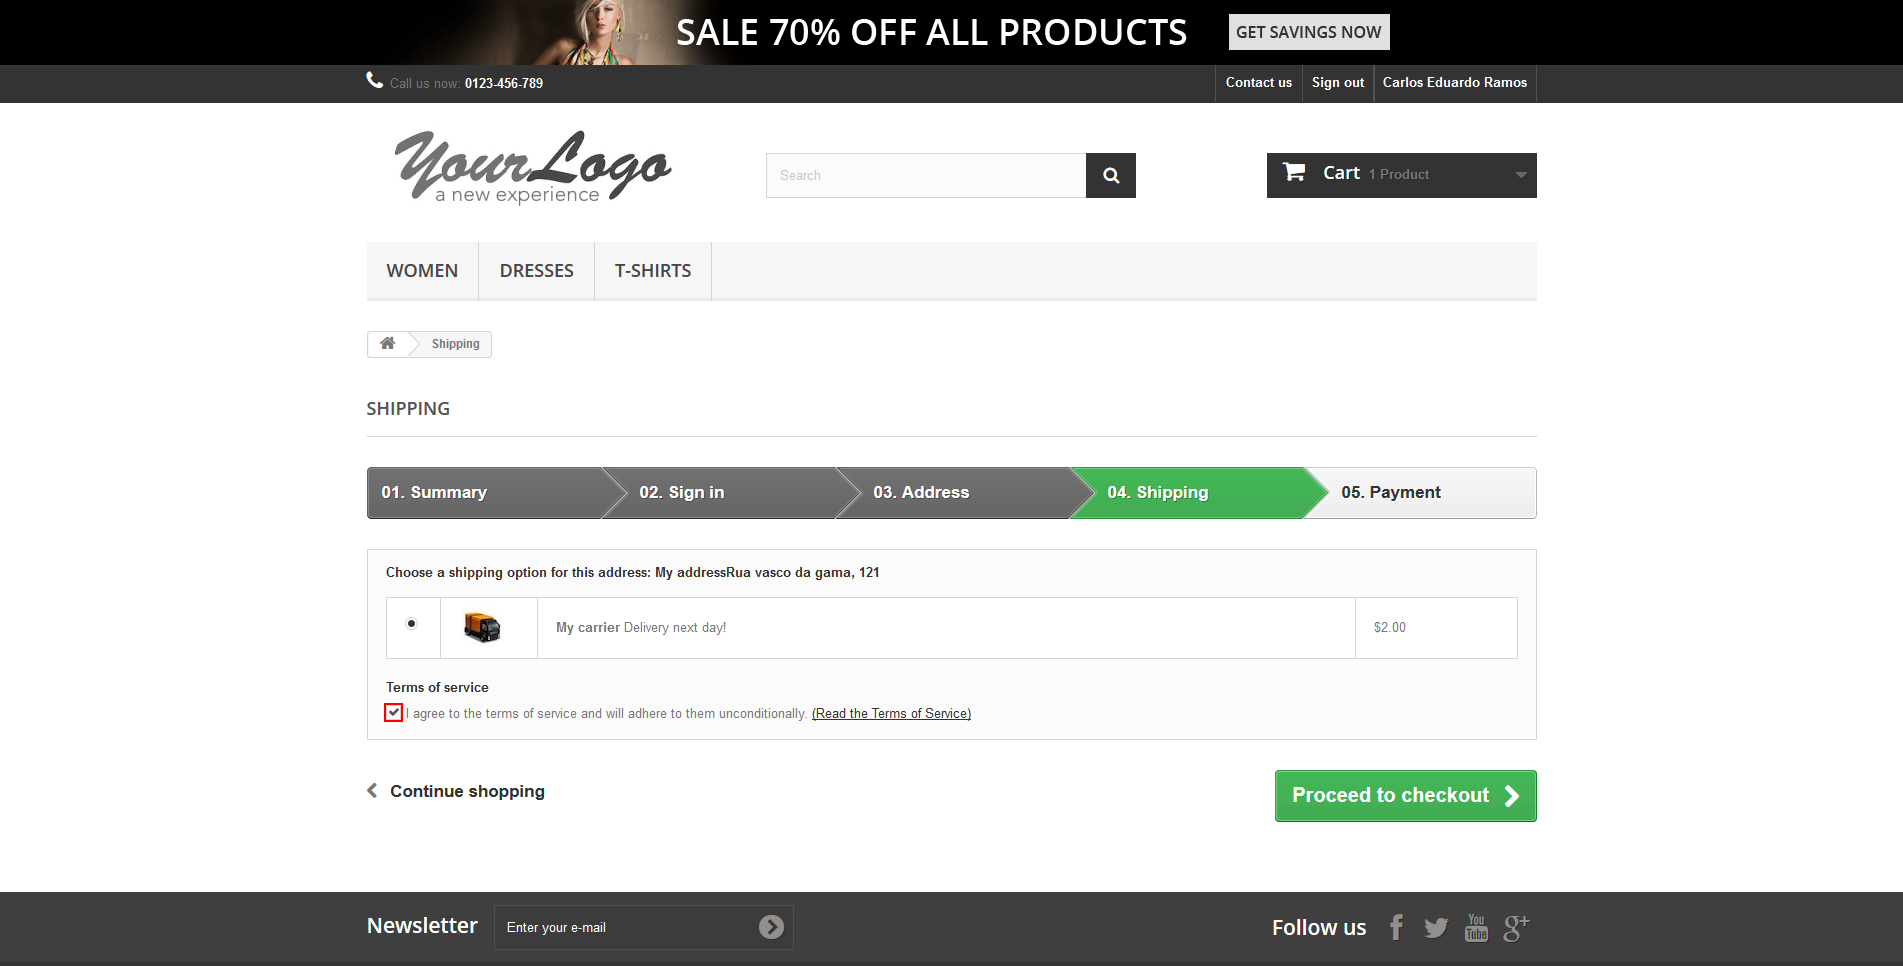 SALE 70% OFF ALL PRODUCTS GET SAVINGS NOW
Call us now: 0123-456-789 Contact us Sign out Carlos Eduardo Ramos
YourLogo
a new experience
Search
Cart 1 Product
WOMEN DRESSES T-SHIRTS
Shipping
SHIPPING
01. Summary 02. Sign in 03. Address 04. Shipping 05. Payment
Choose a shipping option for this address: My addressRua vasco da gama, 121
My carrier Delivery next day! $2.00
Terms of service
I agree to the terms of service and will adhere to them unconditionally. (Read the Terms of Service)
Continue shopping
Proceed to checkout
Newsletter Enter your e-mail Follow us f You Tube g+